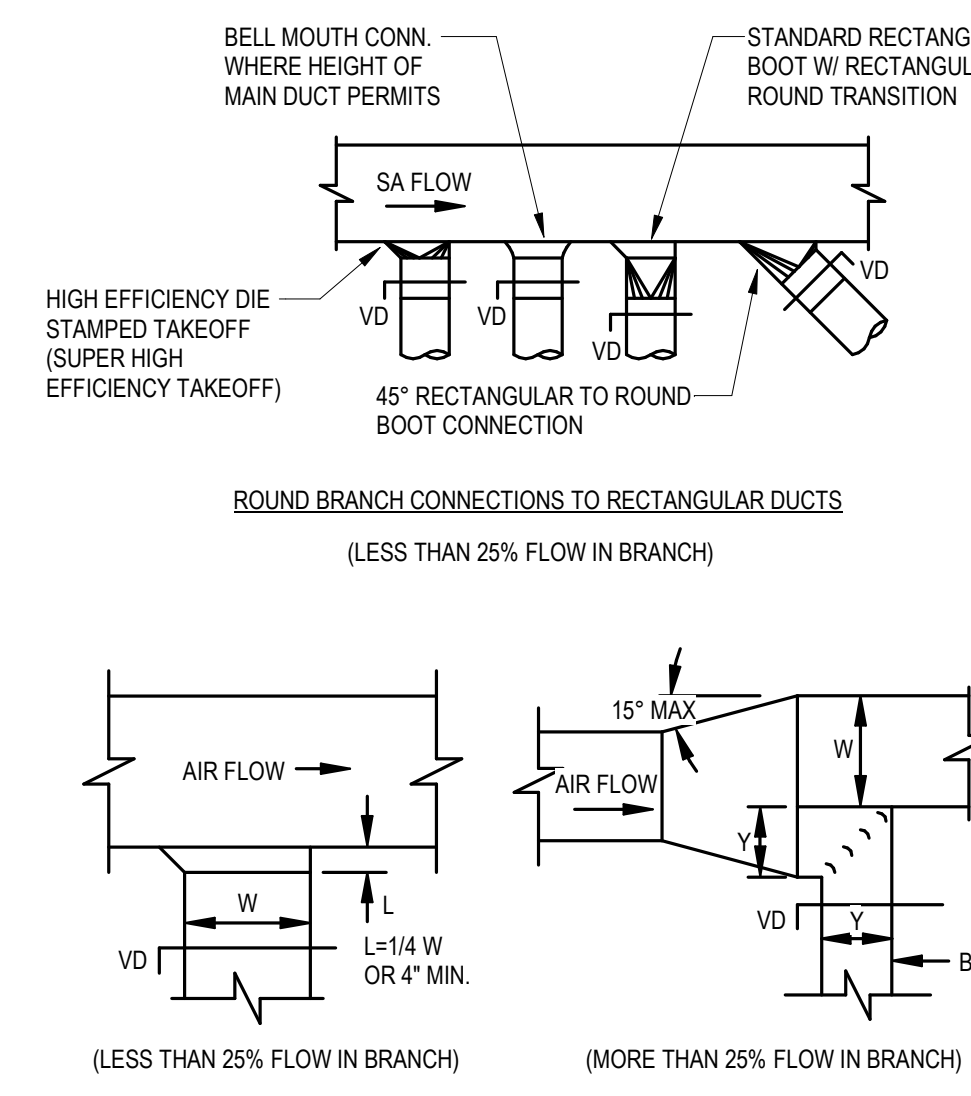 BELL MOUTH CONN.
WHERE HEIGHT OF
MAIN DUCT PERMITS
STANDARD RECTANG
BOOT W/ RECTANGUL
ROUND TRANSITION
SA FLOW
HIGH EFFICIENCY DIE
STAMPED TAKEOFF
(SUPER HIGH
EFFICIENCY TAKEOFF)
VD
VD
VD
VD
45° RECTANGULAR TO ROUND
BOOT CONNECTION
ROUND BRANCH CONNECTIONS TO RECTANGULAR DUCTS
(LESS THAN 25% FLOW IN BRANCH)
AIR FLOW
W
L
VD
L=1/4 W
OR 4" MIN.
(LESS THAN 25% FLOW IN BRANCH)
15° MAX
W
AIR FLOW
Y
VD
Y
B
(MORE THAN 25% FLOW IN BRANCH)